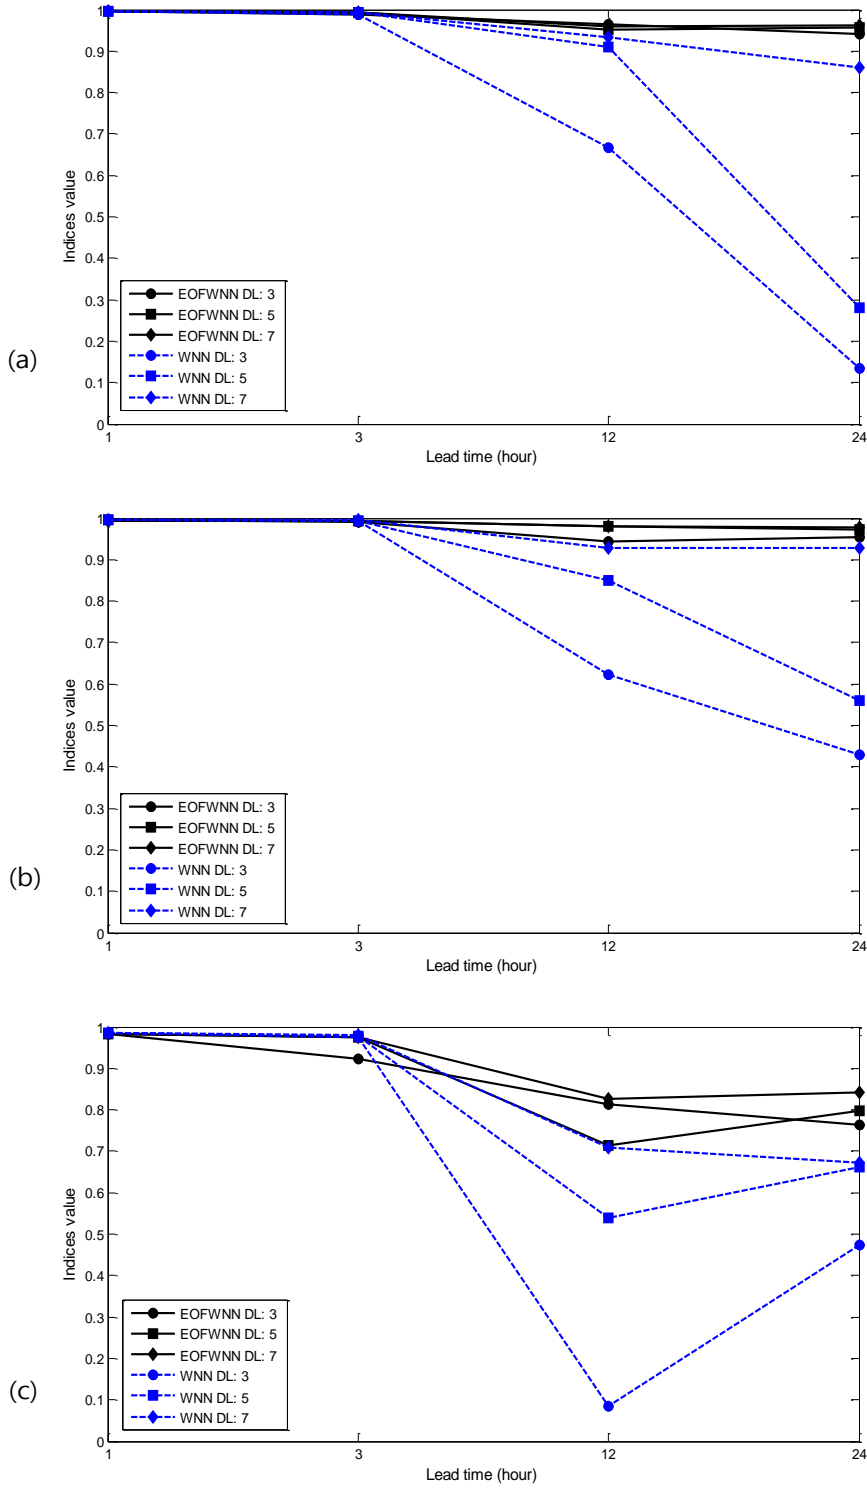 1
0.9
0.8
0.7
0.6
0.5
0.4
0.3
0.2
0.1
0
Indices value
EOFWNN DL: 3
EOFWNN DL: 5
EOFWNN DL: 7
WNN DL: 3
WNN DL: 5
WNN DL: 7
(a)
1 3 12 24
Lead time (hour)
1
0.9
0.8
0.7
0.6
0.5
0.4
0.3
0.2
0.1
0
Indices value
EOFWNN DL: 3
EOFWNN DL: 5
EOFWNN DL: 7
WNN DL: 3
WNN DL: 5
WNN DL: 7
(b)
1 3 12 24
Lead time (hour)
1
0.9
0.8
0.7
0.6
0.5
0.4
0.3
0.2
0.1
0
Indices value
EOFWNN DL: 3
EOFWNN DL: 5
EOFWNN DL: 7
WNN DL: 3
WNN DL: 5
WNN DL: 7
(c)
1 3 12 24
Lead time (hour)